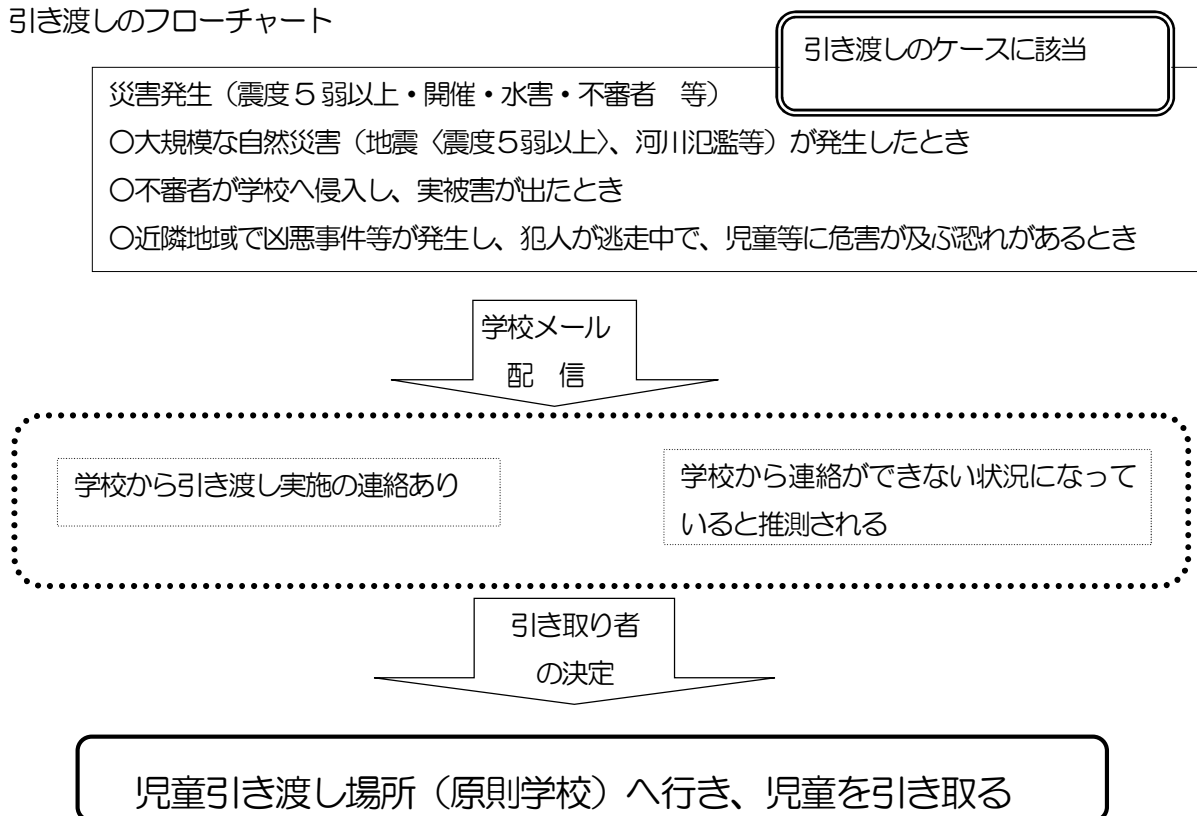 引き渡しのフローチャート
引き渡しのケースに該当
災害発生（震度５弱以上・開催・水害・不審者　等）
〇大規模な自然災害（地震〈震度５弱以上〉、河川氾濫等）が発生したとき
〇不審者が学校へ侵入し、実被害が出たとき
〇近隣地域で凶悪事件等が発生し、犯人が逃走中で、児童等に危害が及ぶ恐れがあるとき
学校メール
配　信
学校から引き渡し実施の連絡あり
学校から連絡ができない状況になって
いると推測される
引き取り者
の決定
児童引き渡し場所（原則学校）へ行き、児童を引き取る